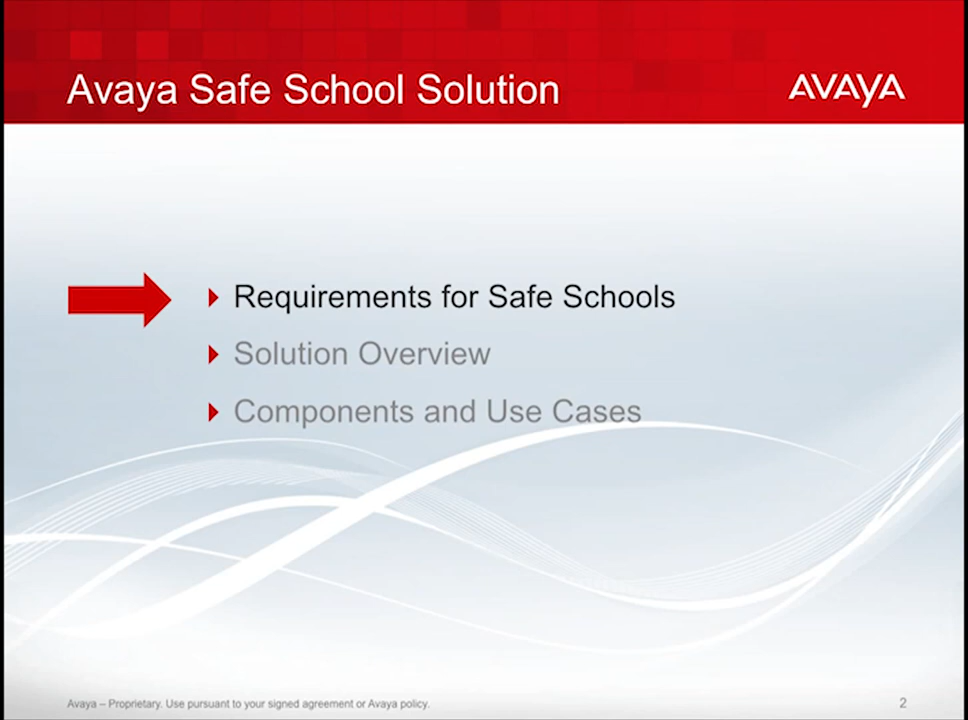 Avaya Safe School Solution
AVAYA
Requirements for Safe Schools
Solution Overview
Components and Use Cases
Avaya – Proprietary. Use pursuant to your signed agreement or Avaya policy.
2